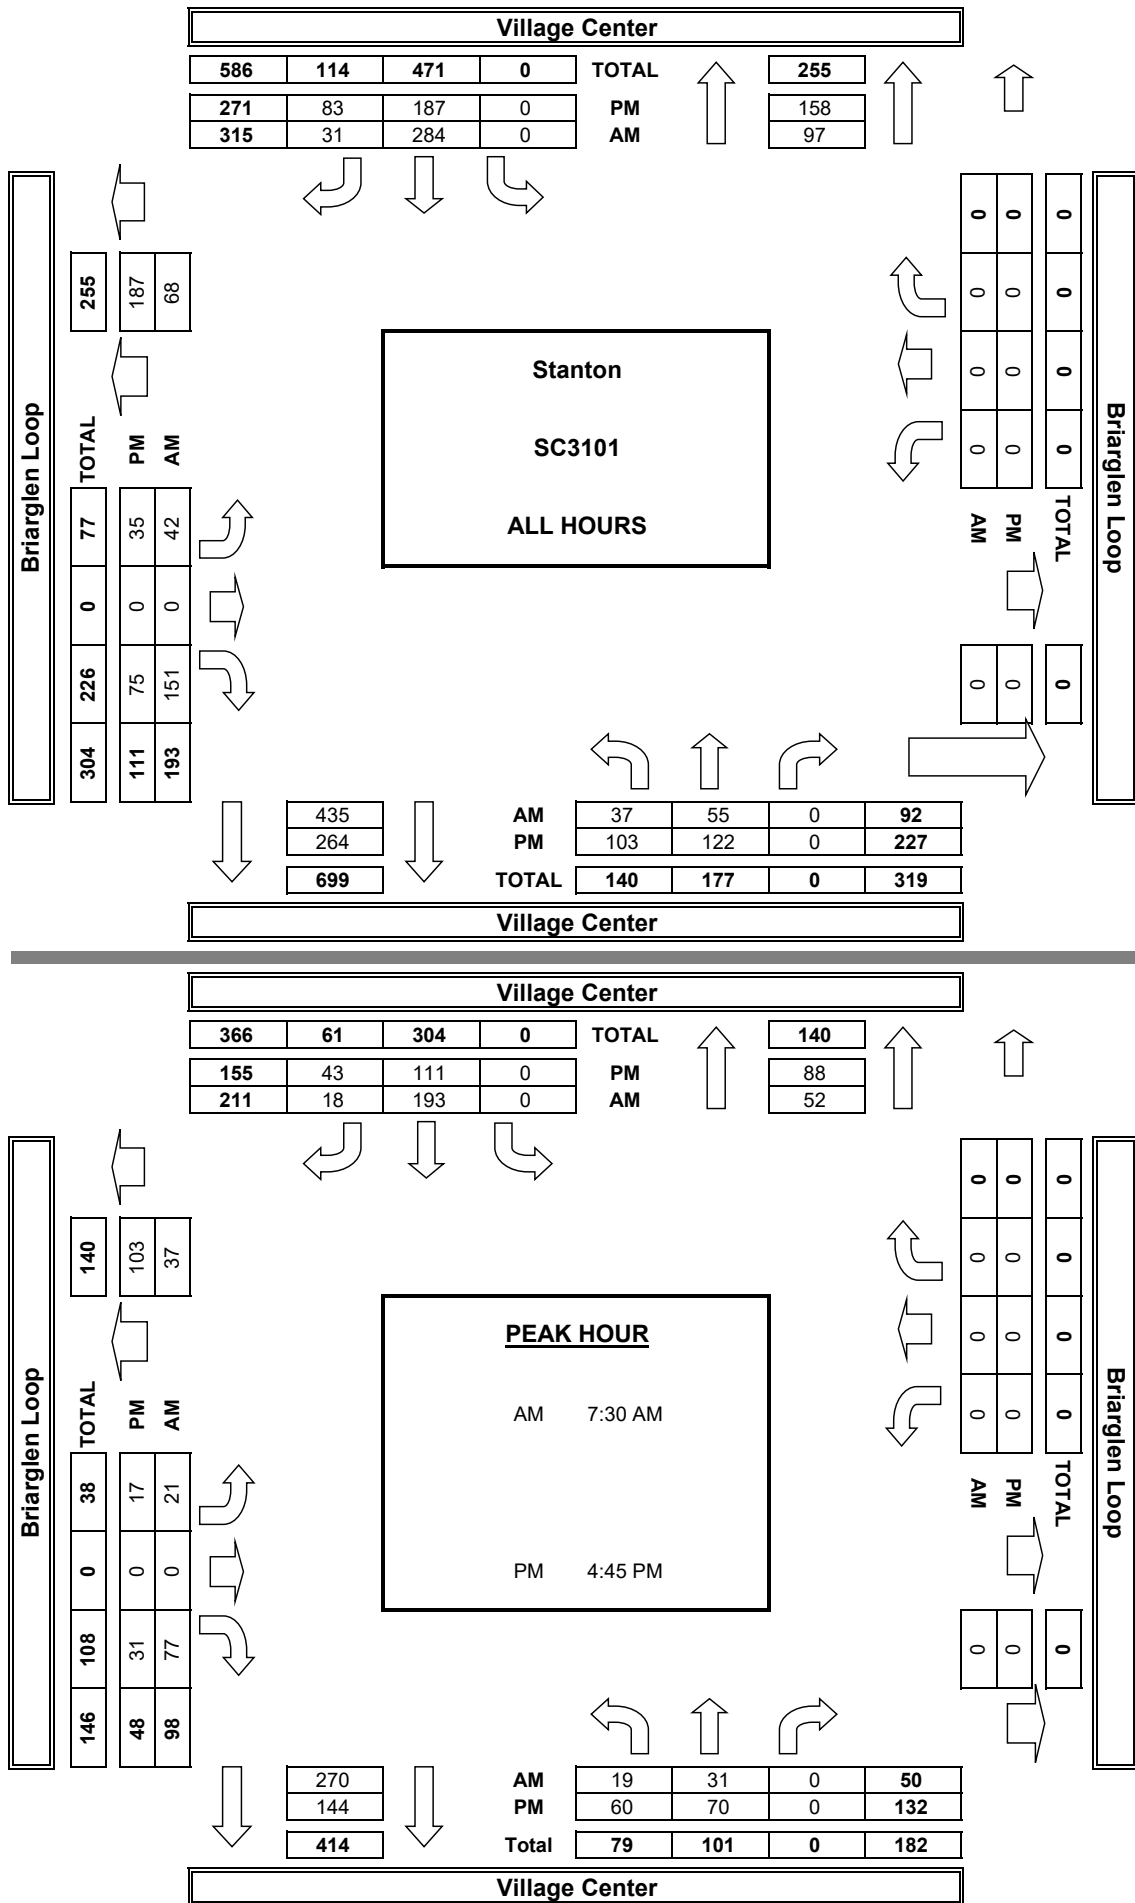 Village Center
586 114 471 0 TOTAL 255
271 83 187 0 PM 158
315 31 284 0 AM 97
Briarglen Loop
255
187
68
TOTAL PM AM
77 35 42
0 0 0
226 75 151
304 111 193
Stanton
SC3101
ALL HOURS
0 0 0
0 0 0
0 0 0
0 0 0
AM PM TOTAL
0 0 0
Briarglen Loop
435 AM 37 55 0 92
264 PM 103 122 0 227
699 TOTAL 140 177 0 319
Village Center
Village Center
366 61 304 0 TOTAL 140
155 43 111 0 PM 88
211 18 193 0 AM 52
Briarglen Loop
140
103
37
TOTAL PM AM
38 17 21
0 0 0
108 31 77
146 48 98
PEAK HOUR
AM 7:30 AM
PM 4:45 PM
0 0 0
0 0 0
0 0 0
0 0 0
AM PM TOTAL
0 0 0
Briarglen Loop
270 AM 19 31 0 50
144 PM 60 70 0 132
414 Total 79 101 0 182
Village Center